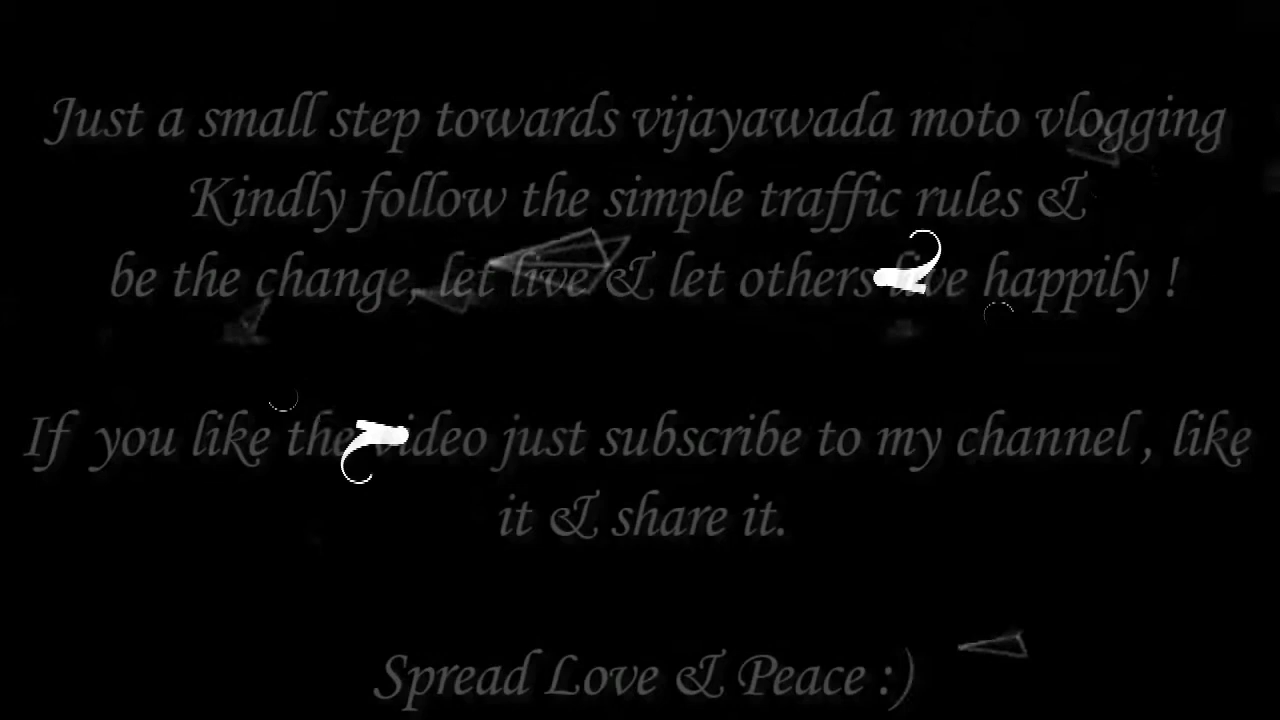 Just a small step towards vijayawada moto vlogging
Kindly follow the simple traffic rules &
be the change, let live & let others live happily !
If you like the video just subscribe to my channel , like
it & share it.
Spread Love & Peace :)